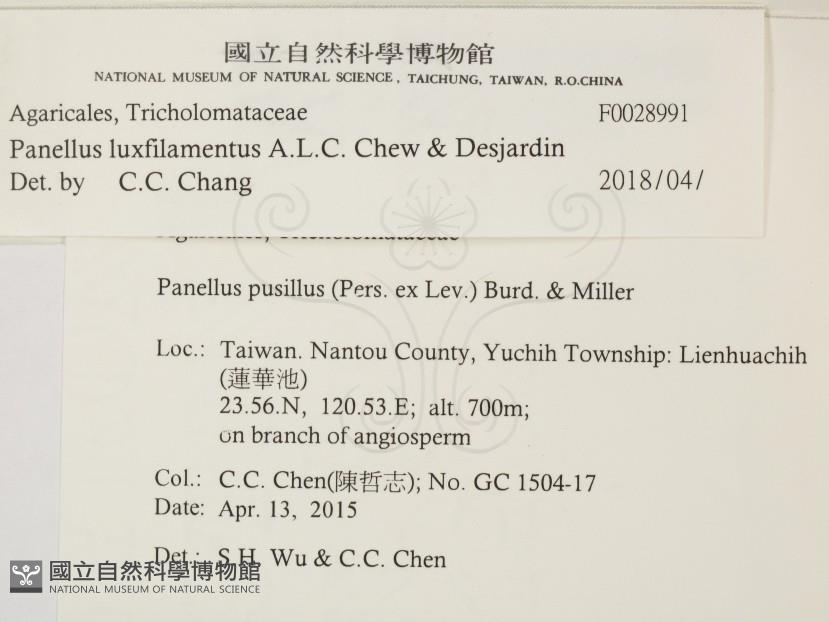 國立自然科學博物館
NATIONAL MUSEUM OF NATURAL SCIENCE, TAICHUNG, TAIWAN, R.O.CHINA
Agaricales, Tricholomataceae F0028991
Panellus luxfilamentus A.L.C. Chew & Desjardin
Det. by C.C. Chang 2018/04/
Panellus pusillus (Pers. ex Lev.) Burd. & Miller
Loc.: Taiwan. Nantou County, Yuchih Township: Lienhuachih
(蓮華池)
23.56.N, 120.53.E; alt. 700m;
on branch of angiosperm
Col.: C.C. Chen(陳哲志); No. GC 1504-17
Date: Apr. 13, 2015
Det.: S.H. Wu & C.C. Chen
國立自然科學博物館
NATIONAL MUSEUM OF NATURAL SCIENCE